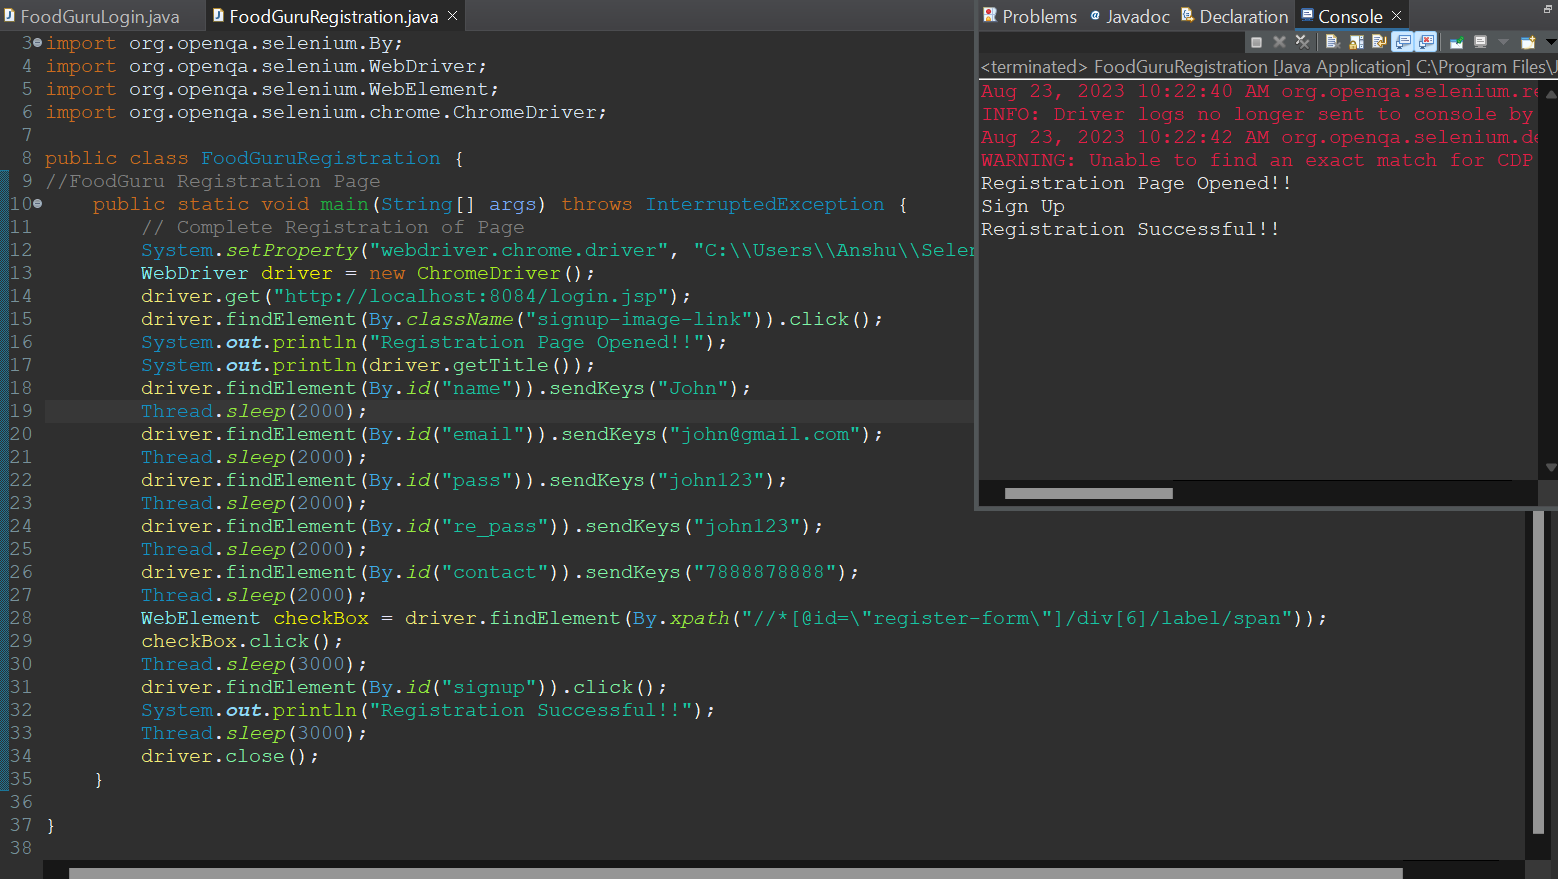 FoodGuruLogin.java
FoodGuruRegistration.java
3 import org.openqa.selenium.By;
4 import org.openqa.selenium.WebDriver;
5 import org.openqa.selenium.WebElement;
6 import org.openqa.selenium.chrome.ChromeDriver;
7
8 public class FoodGuruRegistration {
9 //FoodGuru Registration Page
10 public static void main(String[] args) throws InterruptedException {
11 // Complete Registration of Page
12 System.setProperty("webdriver.chrome.driver", "C:\\Users\\Anshu\\Selen
13 WebDriver driver = new ChromeDriver();
14 driver.get("http://localhost:8084/login.jsp");
15 driver.findElement(By.className("signup-image-link")).click();
16 System.out.println("Registration Page Opened!!");
17 System.out.println(driver.getTitle());
18 driver.findElement(By.id("name")).sendKeys("John");
19 Thread.sleep(2000);
20 driver.findElement(By.id("email")).sendKeys("john@gmail.com");
21 Thread.sleep(2000);
22 driver.findElement(By.id("pass")).sendKeys("john123");
23 Thread.sleep(2000);
24 driver.findElement(By.id("re_pass")).sendKeys("john123");
25 Thread.sleep(2000);
26 driver.findElement(By.id("contact")).sendKeys("7888878888");
27 Thread.sleep(2000);
28 WebElement checkBox = driver.findElement(By.xpath("//*[@id=\"register-form\"]/div[6]/label/span"));
29 checkBox.click();
30 Thread.sleep(3000);
31 driver.findElement(By.id("signup")).click();
32 System.out.println("Registration Successful!!");
33 Thread.sleep(3000);
34 driver.close();
35 }
36
37 }
38
Problems Javadoc Declaration Console
<terminated> FoodGuruRegistration [Java Application] C:\Program Files\J
Aug 23, 2023 10:22:40 AM org.openqa.selenium.re
INFO: Driver logs no longer sent to console by
Aug 23, 2023 10:22:42 AM org.openqa.selenium.de
WARNING: Unable to find an exact match for CDP
Registration Page Opened!!
Sign Up
Registration Successful!!